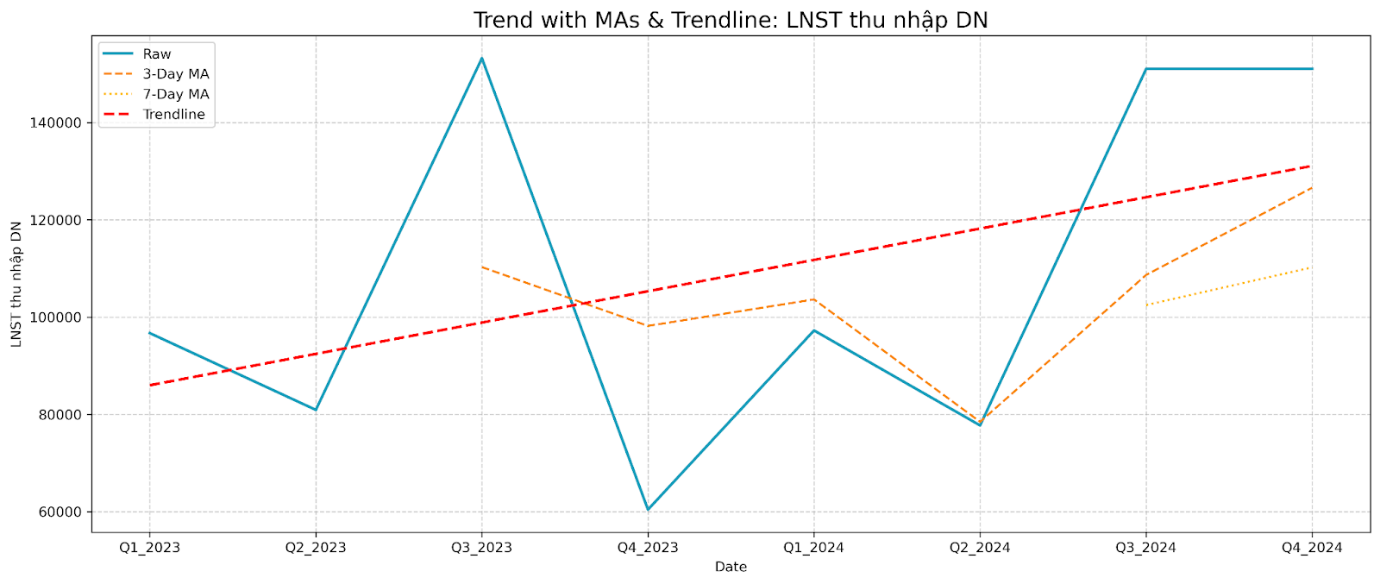 Trend with MAs & Trendline: LNST thu nhập DN
Raw
3-Day MA
7-Day MA
Trendline
LNST thu nhập DN
140000
120000
100000
80000
60000
Q1_2023
Q2_2023
Q3_2023
Q4_2023
Q1_2024
Q2_2024
Q3_2024
Q4_2024
Date